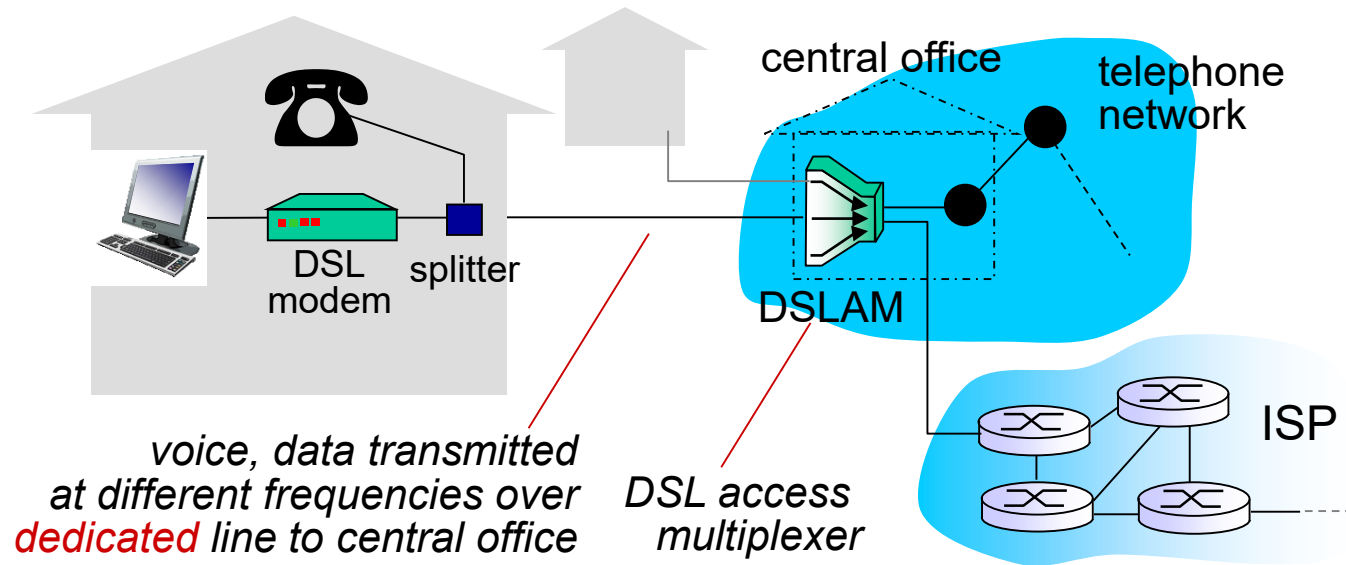 central office
telephone
network
DSL
modem
splitter
DSLAM
ISP
voice, data transmitted
at different frequencies over
dedicated line to central office
DSL access
multiplexer